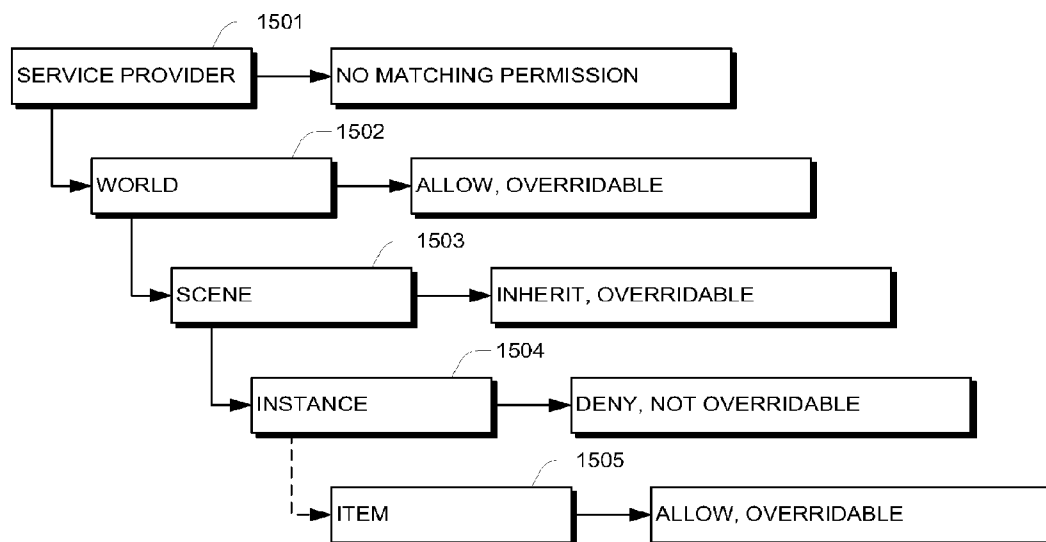 1501
SERVICE PROVIDER
NO MATCHING PERMISSION
1502
WORLD
ALLOW, OVERRIDABLE
1503
SCENE
INHERIT, OVERRIDABLE
1504
INSTANCE
DENY, NOT OVERRIDABLE
1505
ITEM
ALLOW, OVERRIDABLE